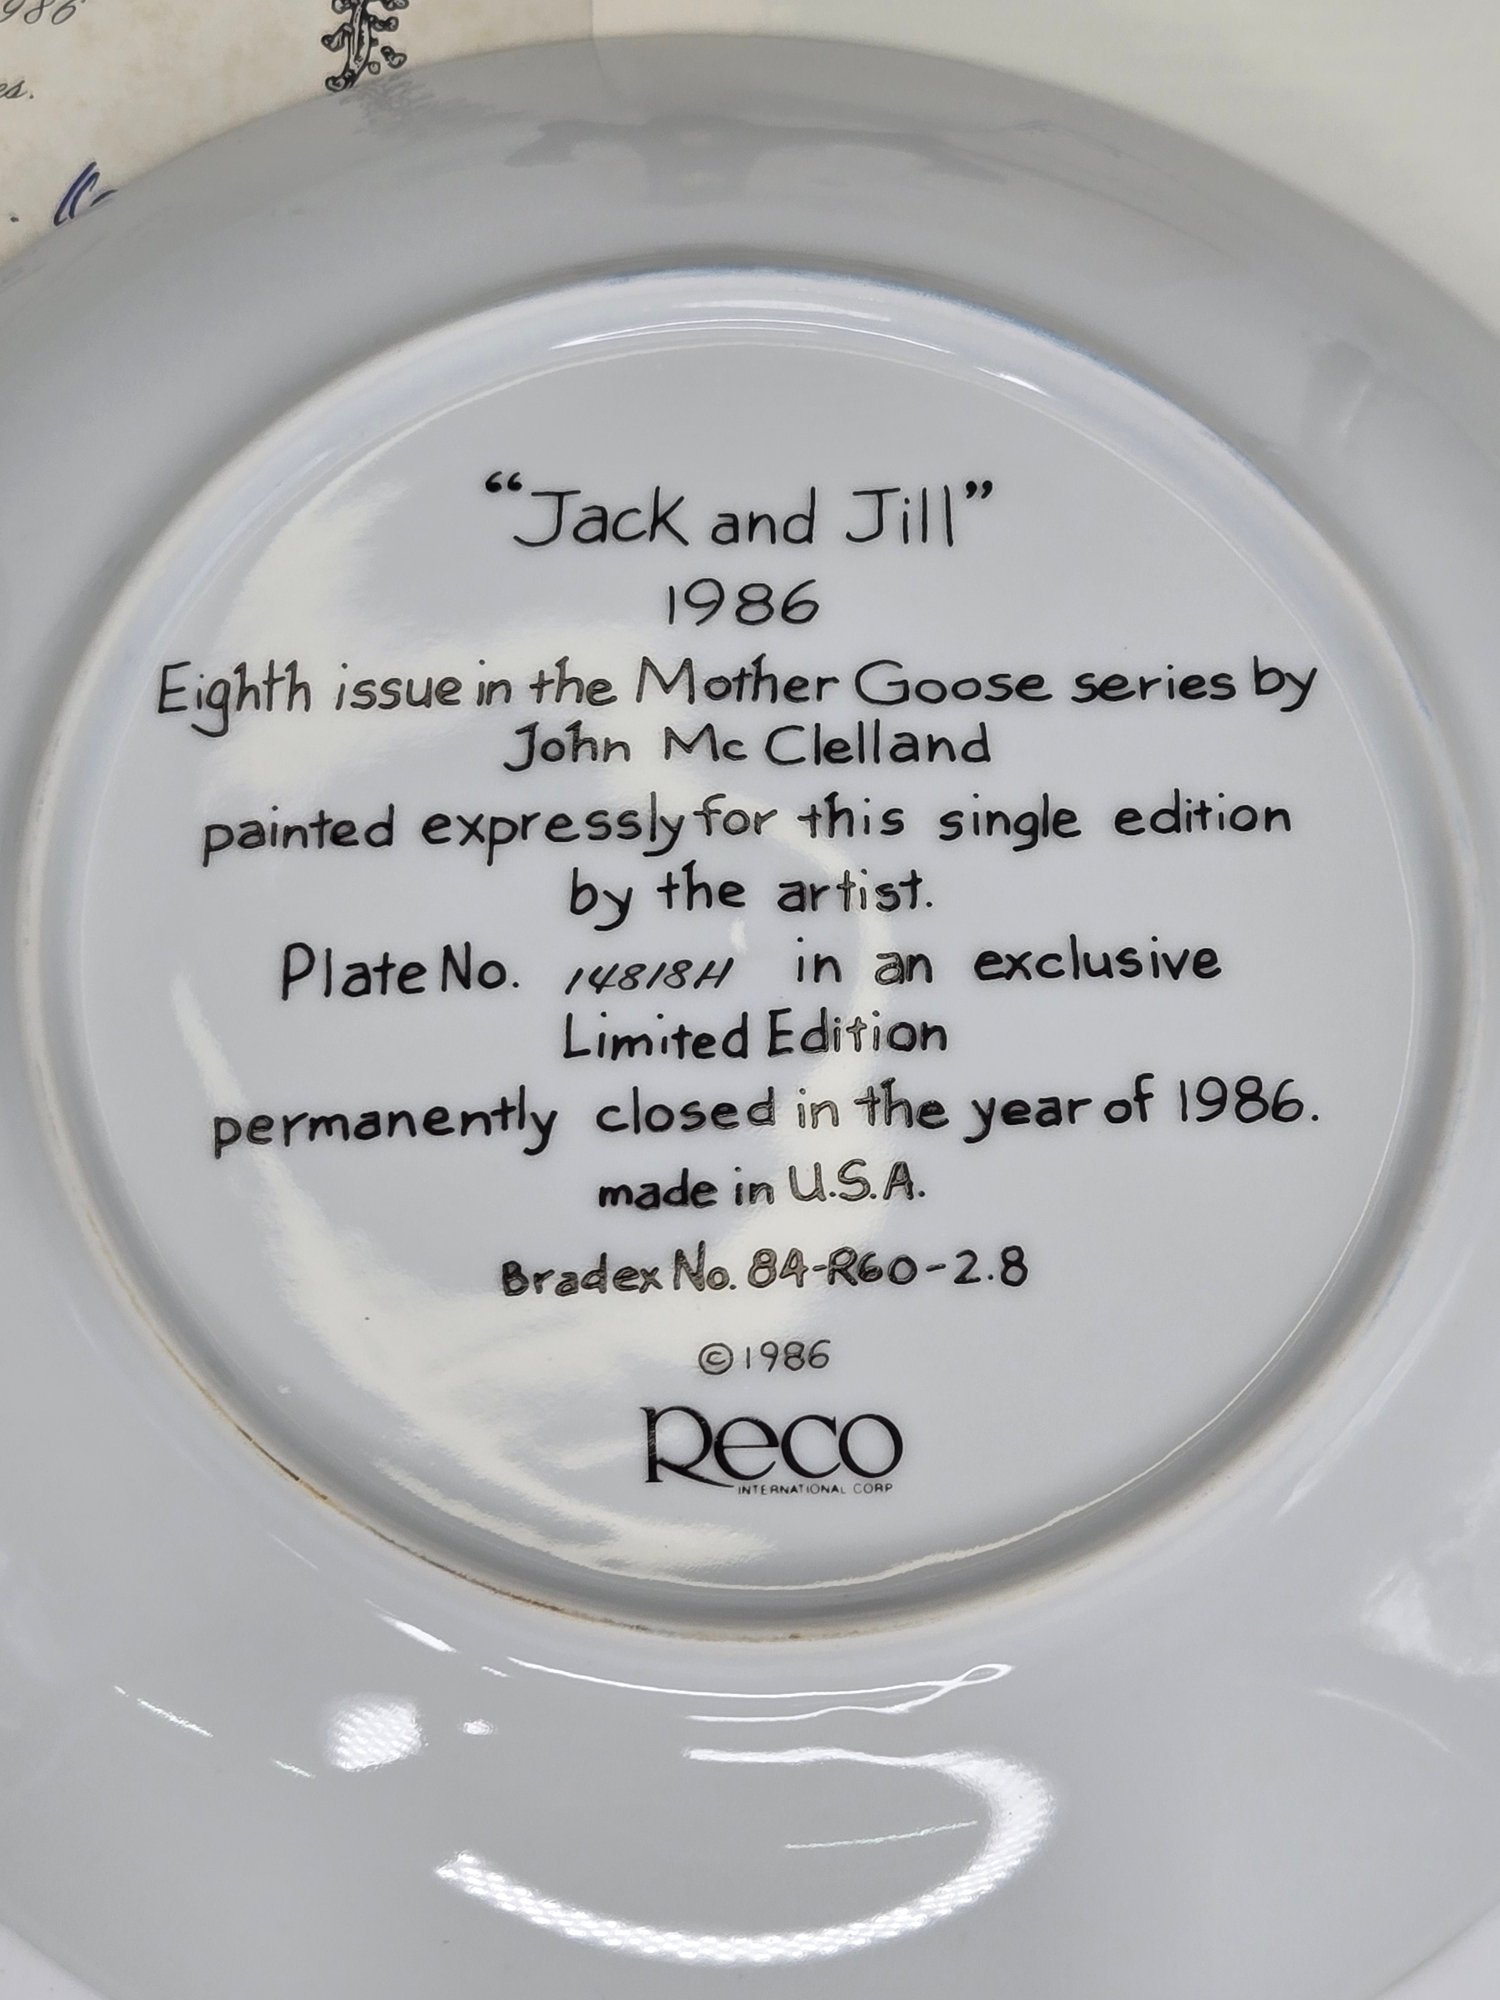 986
es.
“Jack and Jill”
1986
Eighth issue in the Mother Goose series by
John McClelland
painted expressly for this single edition
by the artist.
Plate No. 14818H in an exclusive
Limited Edition
permanently closed in the year of 1986.
made in U.S.A.
Bradex No. 84-R60-2.8
©1986
Reco
INTERNATIONAL CORP